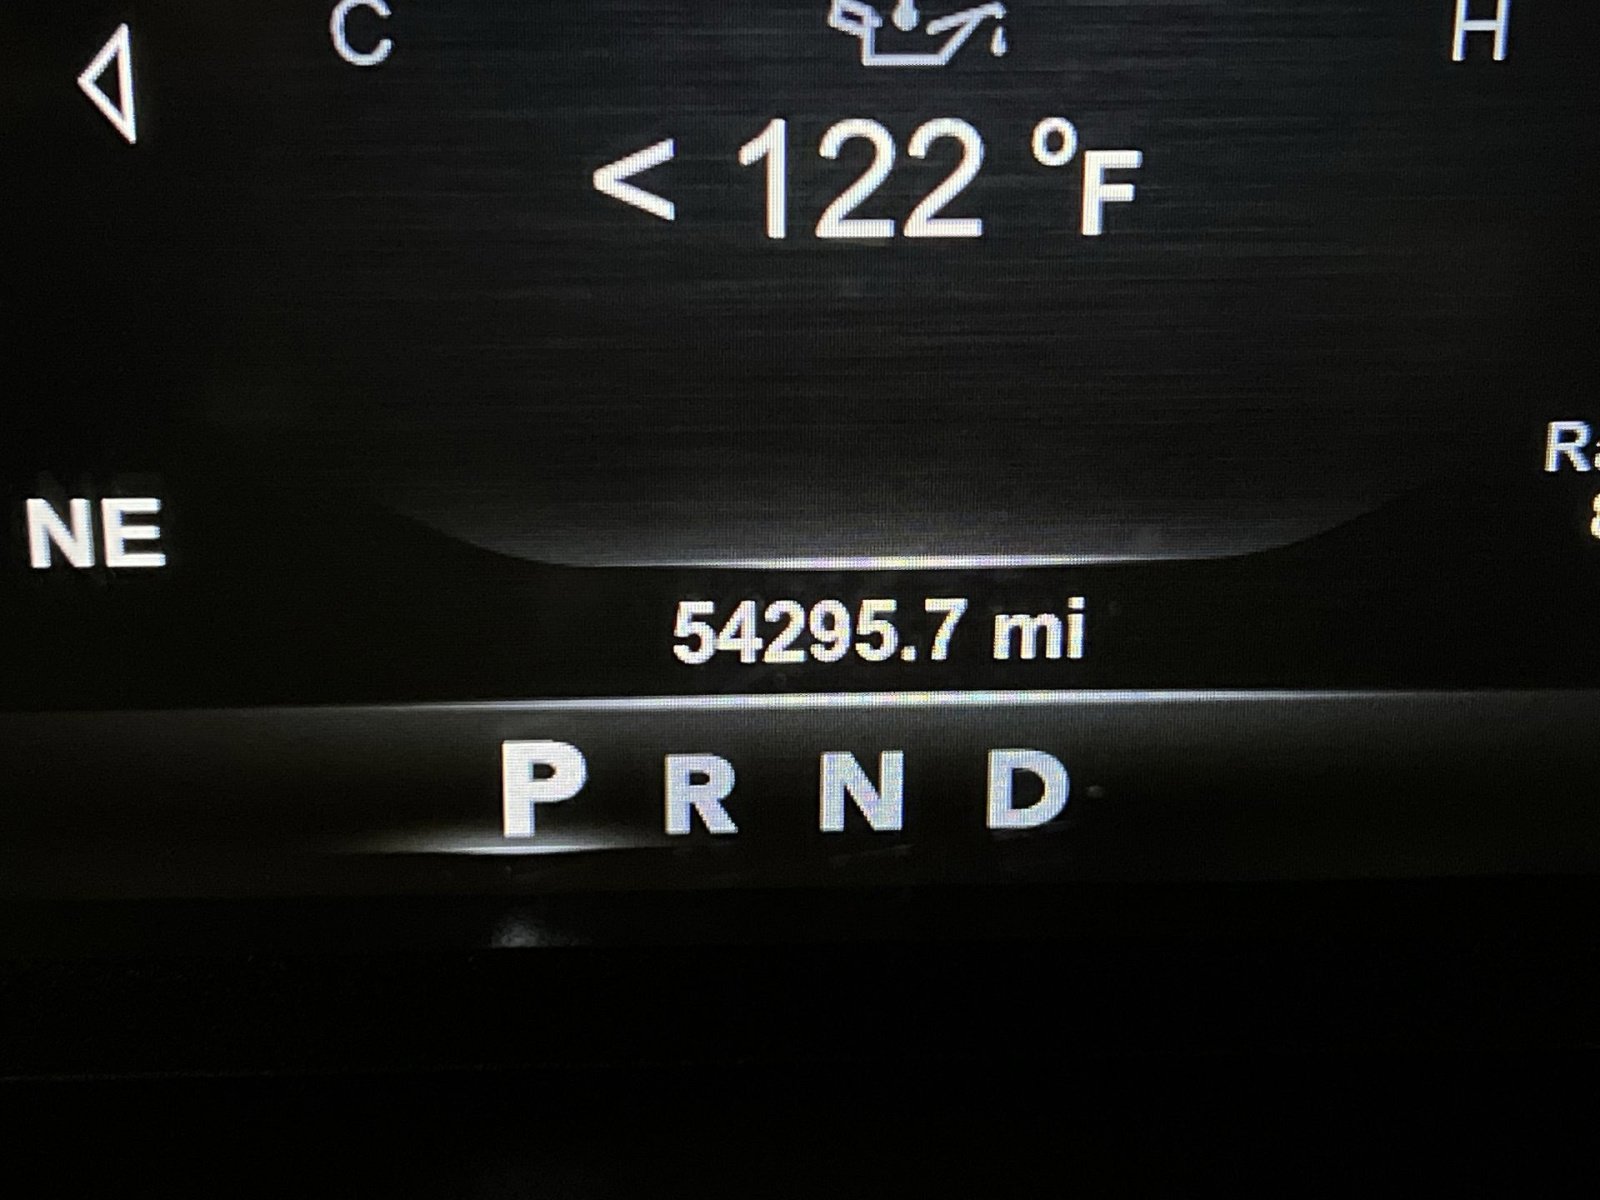 C H
< 122 °F
NE
54295.7 mi
P R N D